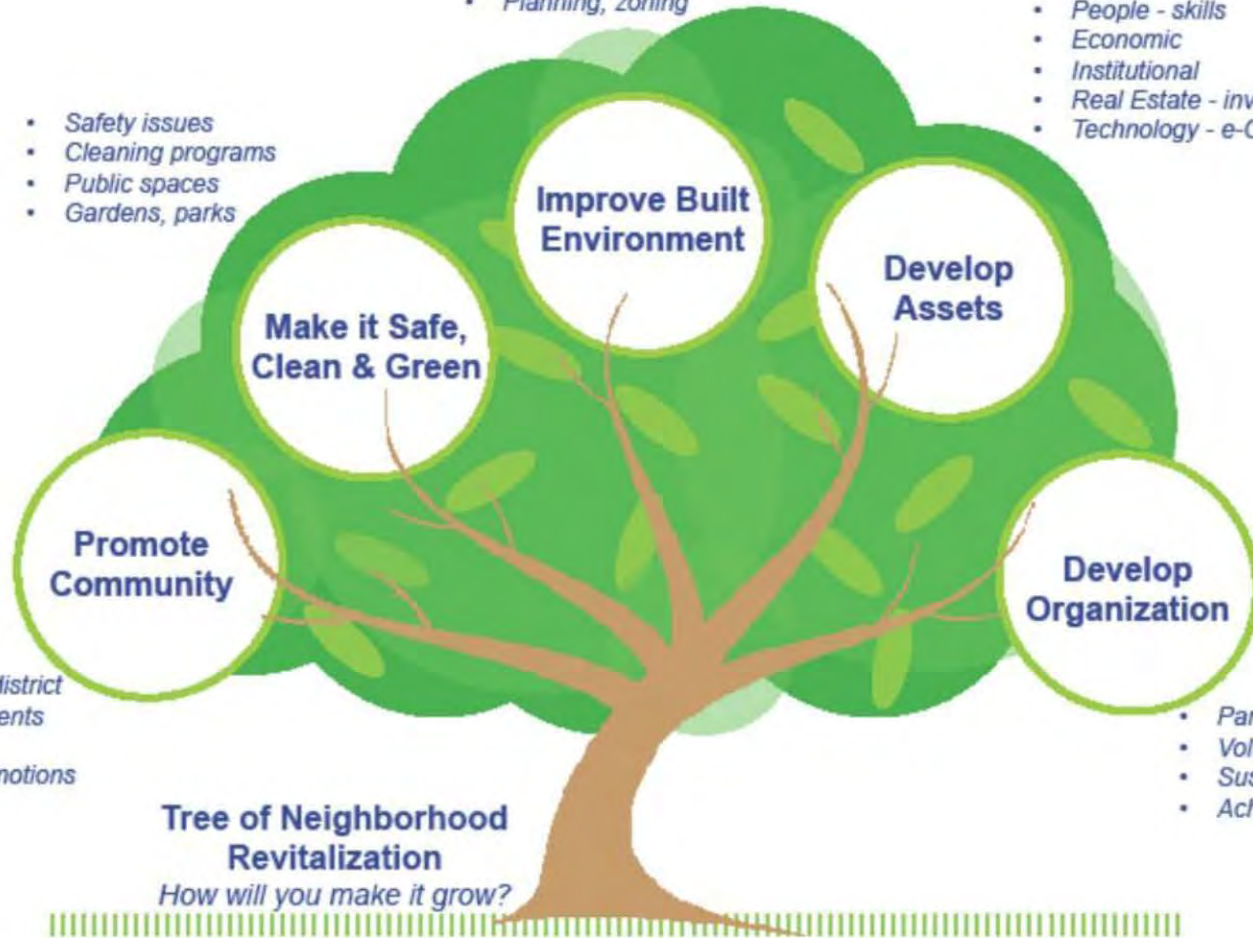 • Planning, zoning
• People - skills
• Economic
• Institutional
• Real Estate -
• Technology -
• Safety issues
• Cleaning programs
• Public spaces
• Gardens, parks
Improve Built
Environment
Develop
Assets
Make it Safe,
Clean & Green
Promote
Community
Develop
Organization
Tree of Neighborhood
Revitalization
How will you make it grow?